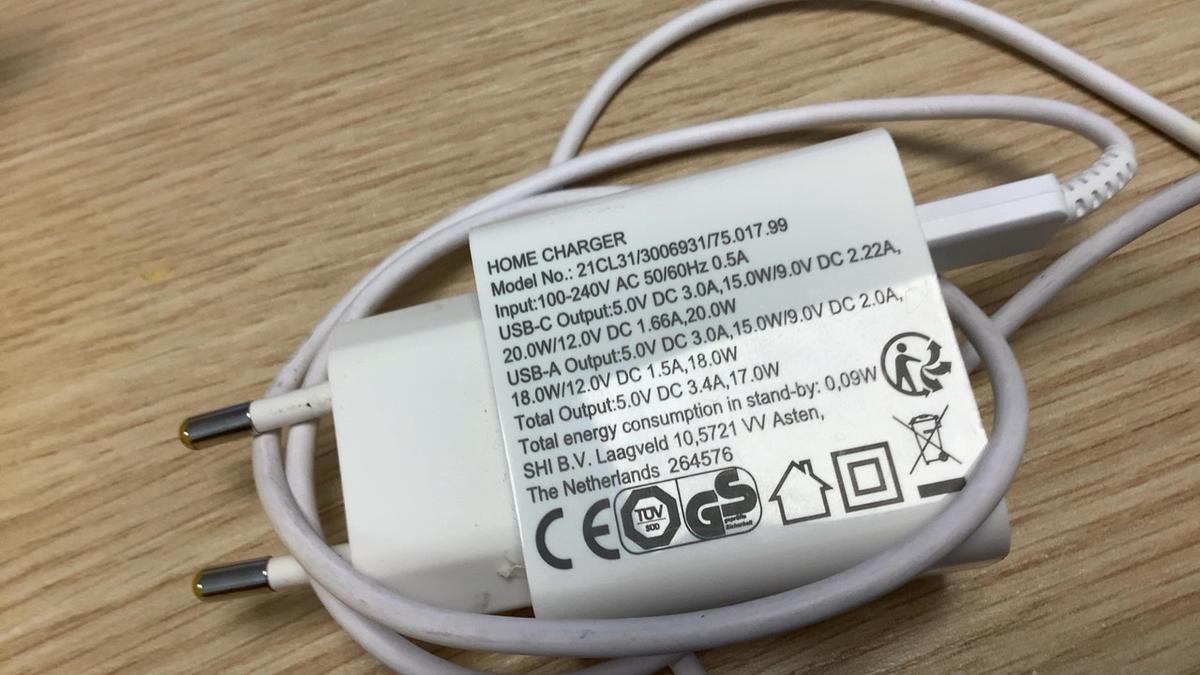 HOME CHARGER
Model No.: 21CL31/3006931/75.017.99
Input:100-240V AC 50/60Hz 0.5A
USB-C Output:5.0V DC 3.0A,15.0W/9.0V DC 2.22A,
20.0W/12.0V DC 1.66A,20.0W
USB-A Output:5.0V DC 3.0A,15.0W/9.0V DC 2.0A,
18.0W/12.0V DC 1.5A,18.0W
Total Output:5.0V DC 3.4A,17.0W
Total energy consumption in stand-by: 0,09W
SHI B.V. Laagveld 10,5721 VV Asten,
The Netherlands 264576
CE
TÜV
SÜD
GS
geprüfte
Sicherheit